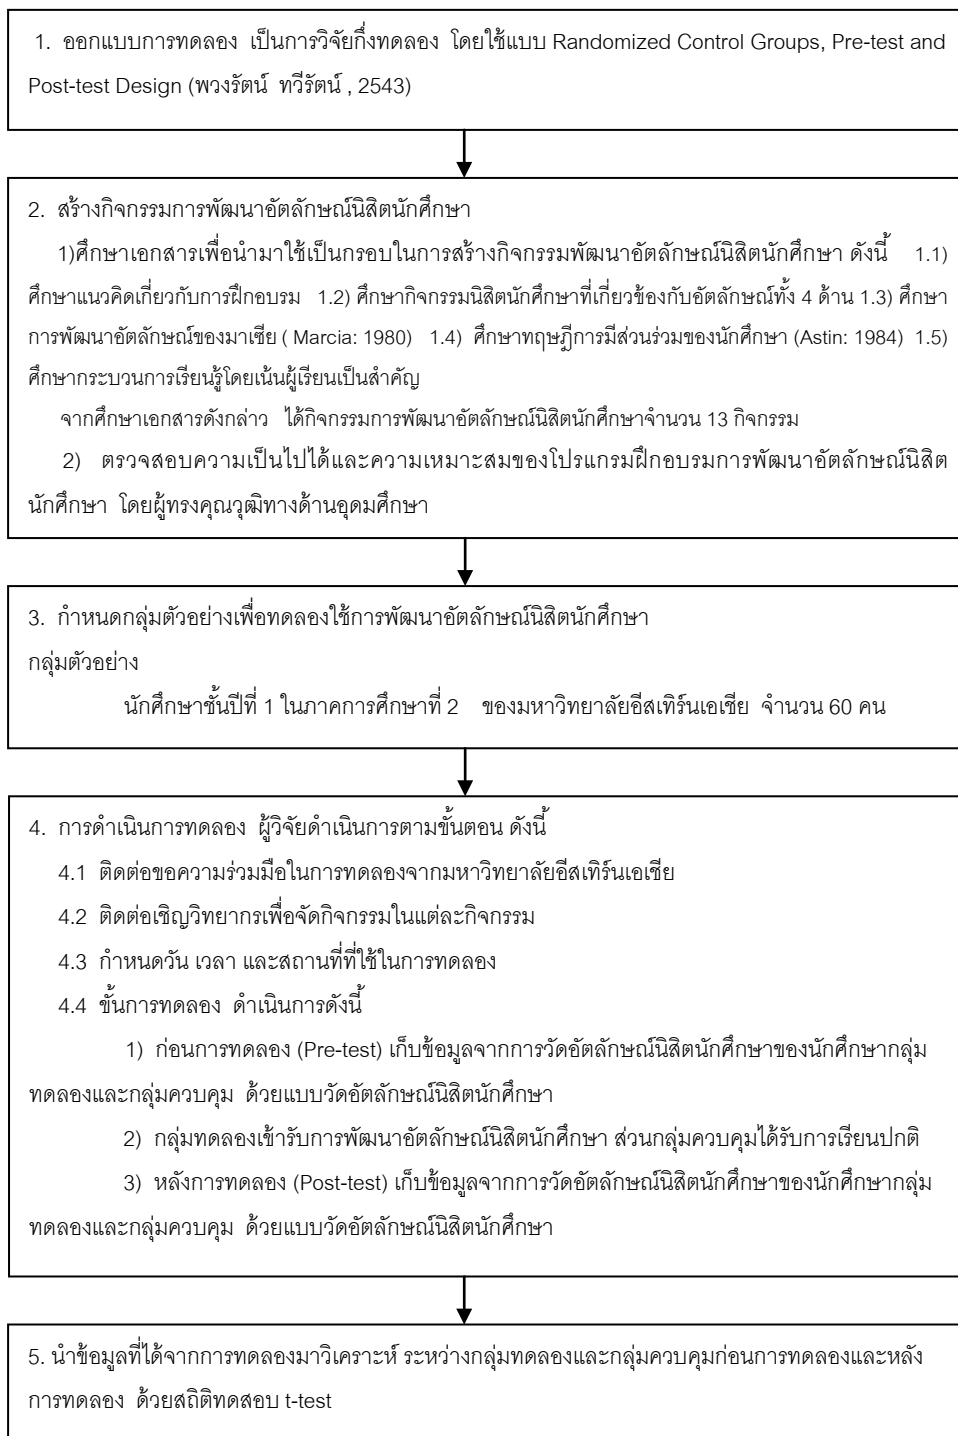 1. ออกแบบการทดลอง เป็นการวิจัยกึ่งทดลอง โดยใช้แบบ Randomized Control Groups, Pre-test and
Post-test Design (พวงรัตน์ ทวีรัตน์ , 2543)
2. สร้างกิจกรรมการพัฒนาอัตลักษณ์นิสิตนักศึกษา
1)ศึกษาเอกสารเพื่อนำมาใช้เป็นกรอบในการสร้างกิจกรรมพัฒนาอัตลักษณ์นิสิตนักศึกษา ดังนี้ 1.1)
ศึกษาแนวคิดเกี่ยวกับการฝึกอบรม 1.2) ศึกษากิจกรรมนิสิตนักศึกษาที่เกี่ยวข้องกับอัตลักษณ์ทั้ง 4 ด้าน 1.3) ศึกษา
การพัฒนาอัตลักษณ์ของมาเซีย ( Marcia: 1980) 1.4) ศึกษาทฤษฎีการมีส่วนร่วมของนักศึกษา (Astin: 1984) 1.5)
ศึกษากระบวนการเรียนรู้โดยเน้นผู้เรียนเป็นสำคัญ
จากศึกษาเอกสารดังกล่าว ได้กิจกรรมการพัฒนาอัตลักษณ์นิสิตนักศึกษาจำนวน 13 กิจกรรม
2) ตรวจสอบความเป็นไปได้และความเหมาะสมของโปรแกรมฝึกอบรมการพัฒนาอัตลักษณ์นิสิต
นักศึกษา โดยผู้ทรงคุณวุฒิทางด้านอุดมศึกษา
3. กำหนดกลุ่มตัวอย่างเพื่อทดลองใช้การพัฒนาอัตลักษณ์นิสิตนักศึกษา
กลุ่มตัวอย่าง
นักศึกษาชั้นปีที่ 1 ในภาคการศึกษาที่ 2 ของมหาวิทยาลัยอีสเทิร์นเอเชีย จำนวน 60 คน
4. การดำเนินการทดลอง ผู้วิจัยดำเนินการตามขั้นตอน ดังนี้
4.1 ติดต่อขอความร่วมมือในการทดลองจากมหาวิทยาลัยอีสเทิร์นเอเชีย
4.2 ติดต่อเชิญวิทยากรเพื่อจัดกิจกรรมในแต่ละกิจกรรม
4.3 กำหนดวัน เวลา และสถานที่ที่ใช้ในการทดลอง
4.4 ขั้นการทดลอง ดำเนินการดังนี้
1) ก่อนการทดลอง (Pre-test) เก็บข้อมูลจากการวัดอัตลักษณ์นิสิตนักศึกษาของนักศึกษากลุ่ม
ทดลองและกลุ่มควบคุม ด้วยแบบวัดอัตลักษณ์นิสิตนักศึกษา
2) กลุ่มทดลองเข้ารับการพัฒนาอัตลักษณ์นิสิตนักศึกษา ส่วนกลุ่มควบคุมได้รับการเรียนปกติ
3) หลังการทดลอง (Post-test) เก็บข้อมูลจากการวัดอัตลักษณ์นิสิตนักศึกษาของนักศึกษากลุ่ม
ทดลองและกลุ่มควบคุม ด้วยแบบวัดอัตลักษณ์นิสิตนักศึกษา
5. นำข้อมูลที่ได้จากการทดลองมาวิเคราะห์ ระหว่างกลุ่มทดลองและกลุ่มควบคุมก่อนการทดลองและหลัง
การทดลอง ด้วยสถิติทดสอบ t-test